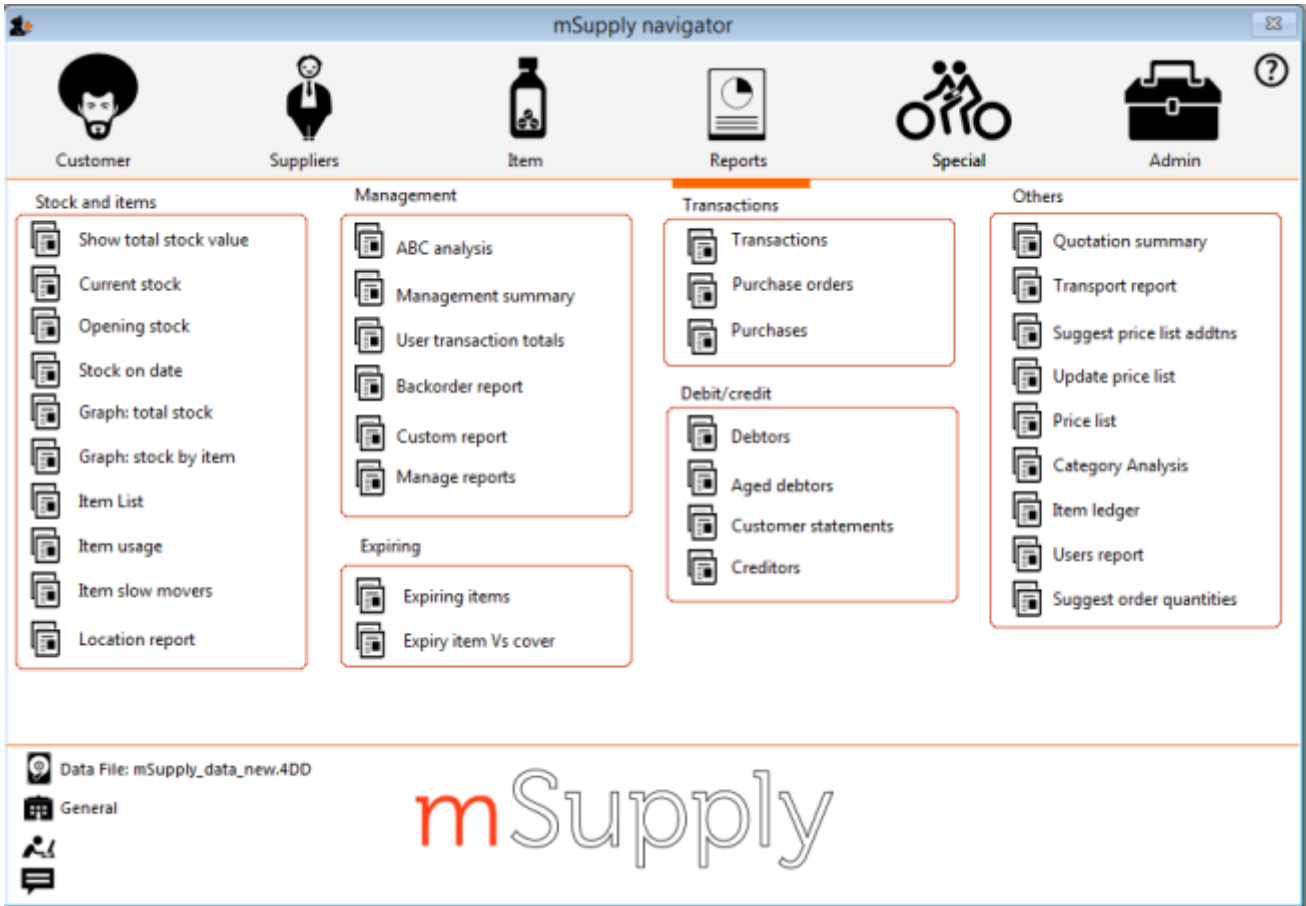 mSupply navigator
Customer
Suppliers
Item
Reports
Special
Admin
?
Stock and items
Show total stock value
Current stock
Opening stock
Stock on date
Graph: total stock
Graph: stock by item
Item List
Item usage
Item slow movers
Location report
Management
ABC analysis
Management summary
User transaction totals
Backorder report
Custom report
Manage reports
Expiring
Expiring items
Expiry item Vs cover
Transactions
Transactions
Purchase orders
Purchases
Debit/credit
Debtors
Aged debtors
Customer statements
Creditors
Others
Quotation summary
Transport report
Suggest price list addtns
Update price list
Price list
Category Analysis
Item ledger
Users report
Suggest order quantities
Data File: mSupply_data_new.4DD
General
mSupply